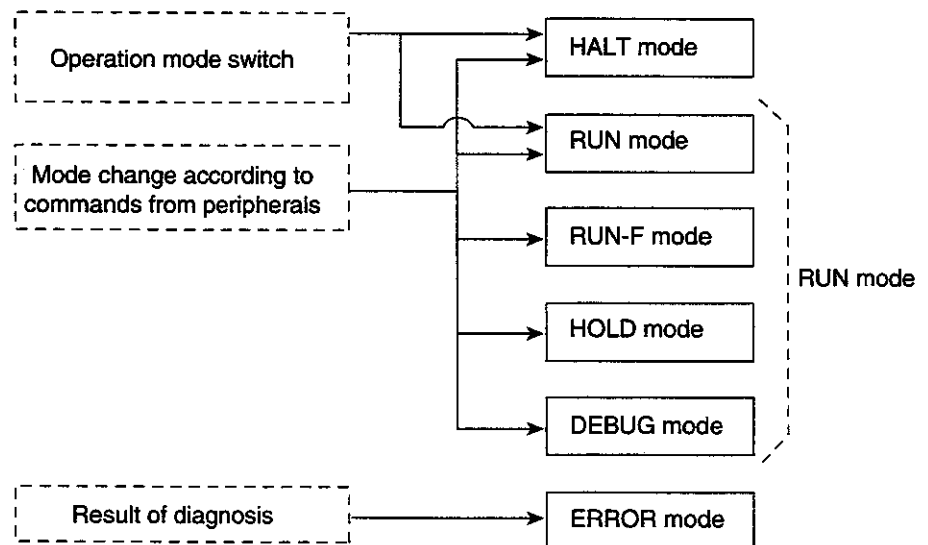 Operation mode switch
HALT mode
RUN mode
Mode change according to
commands from peripherals
RUN-F mode
RUN mode
HOLD mode
DEBUG mode
Result of diagnosis
ERROR mode